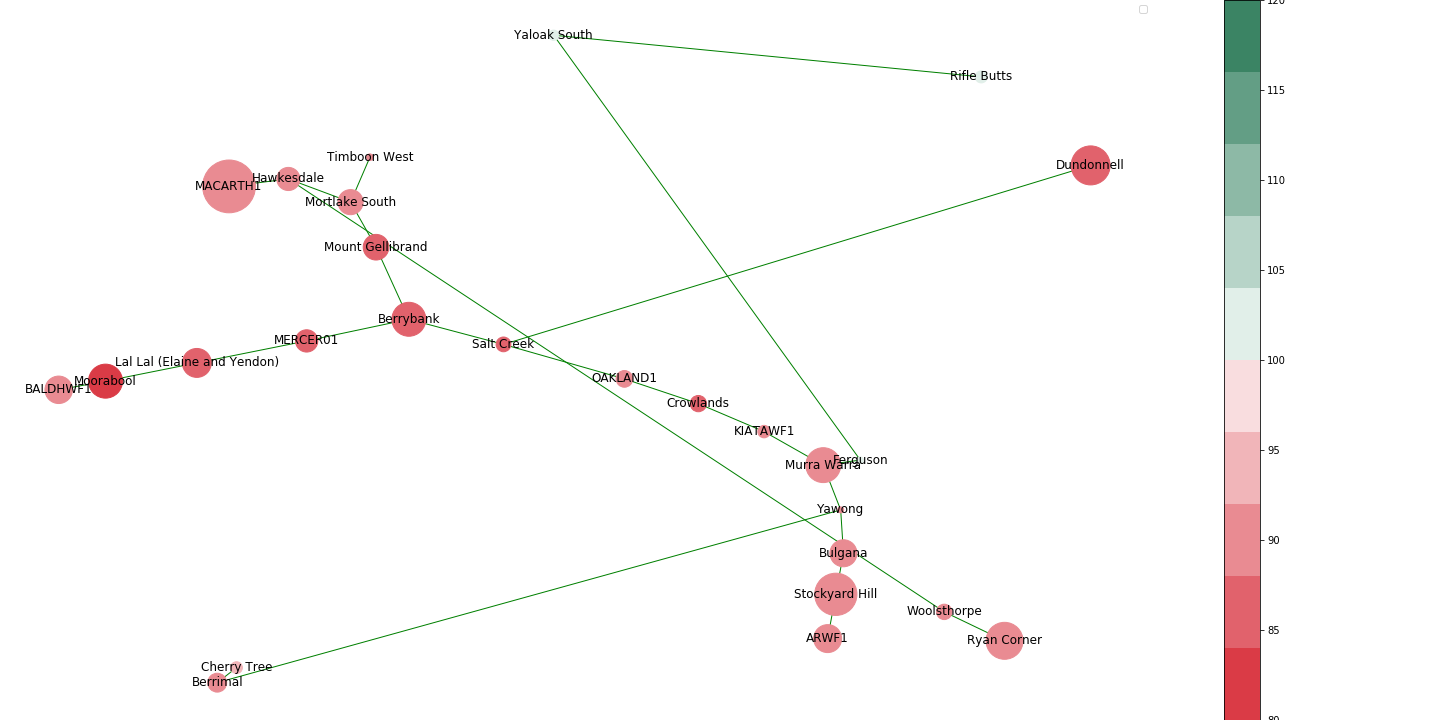 120
Yaloak South
Rifle Butts
115
Timboon West
Dundonnell
Hawkesdale
MACARTH1
110
Mortlake South
Mount Gellibrand
105
Berrybank
MERCER01
Salt Creek
100
Lal Lal (Elaine and Yendon)
OAKLAND1
Moorabool
BALDHWF1
Crowlands
KIATAWF1
95
Ferguson
Murra Warra
Yawong
90
Bulgana
Stockyard Hill
Woolsthorpe
85
ARWF1
Ryan Corner
Cherry Tree
Berrimal
80